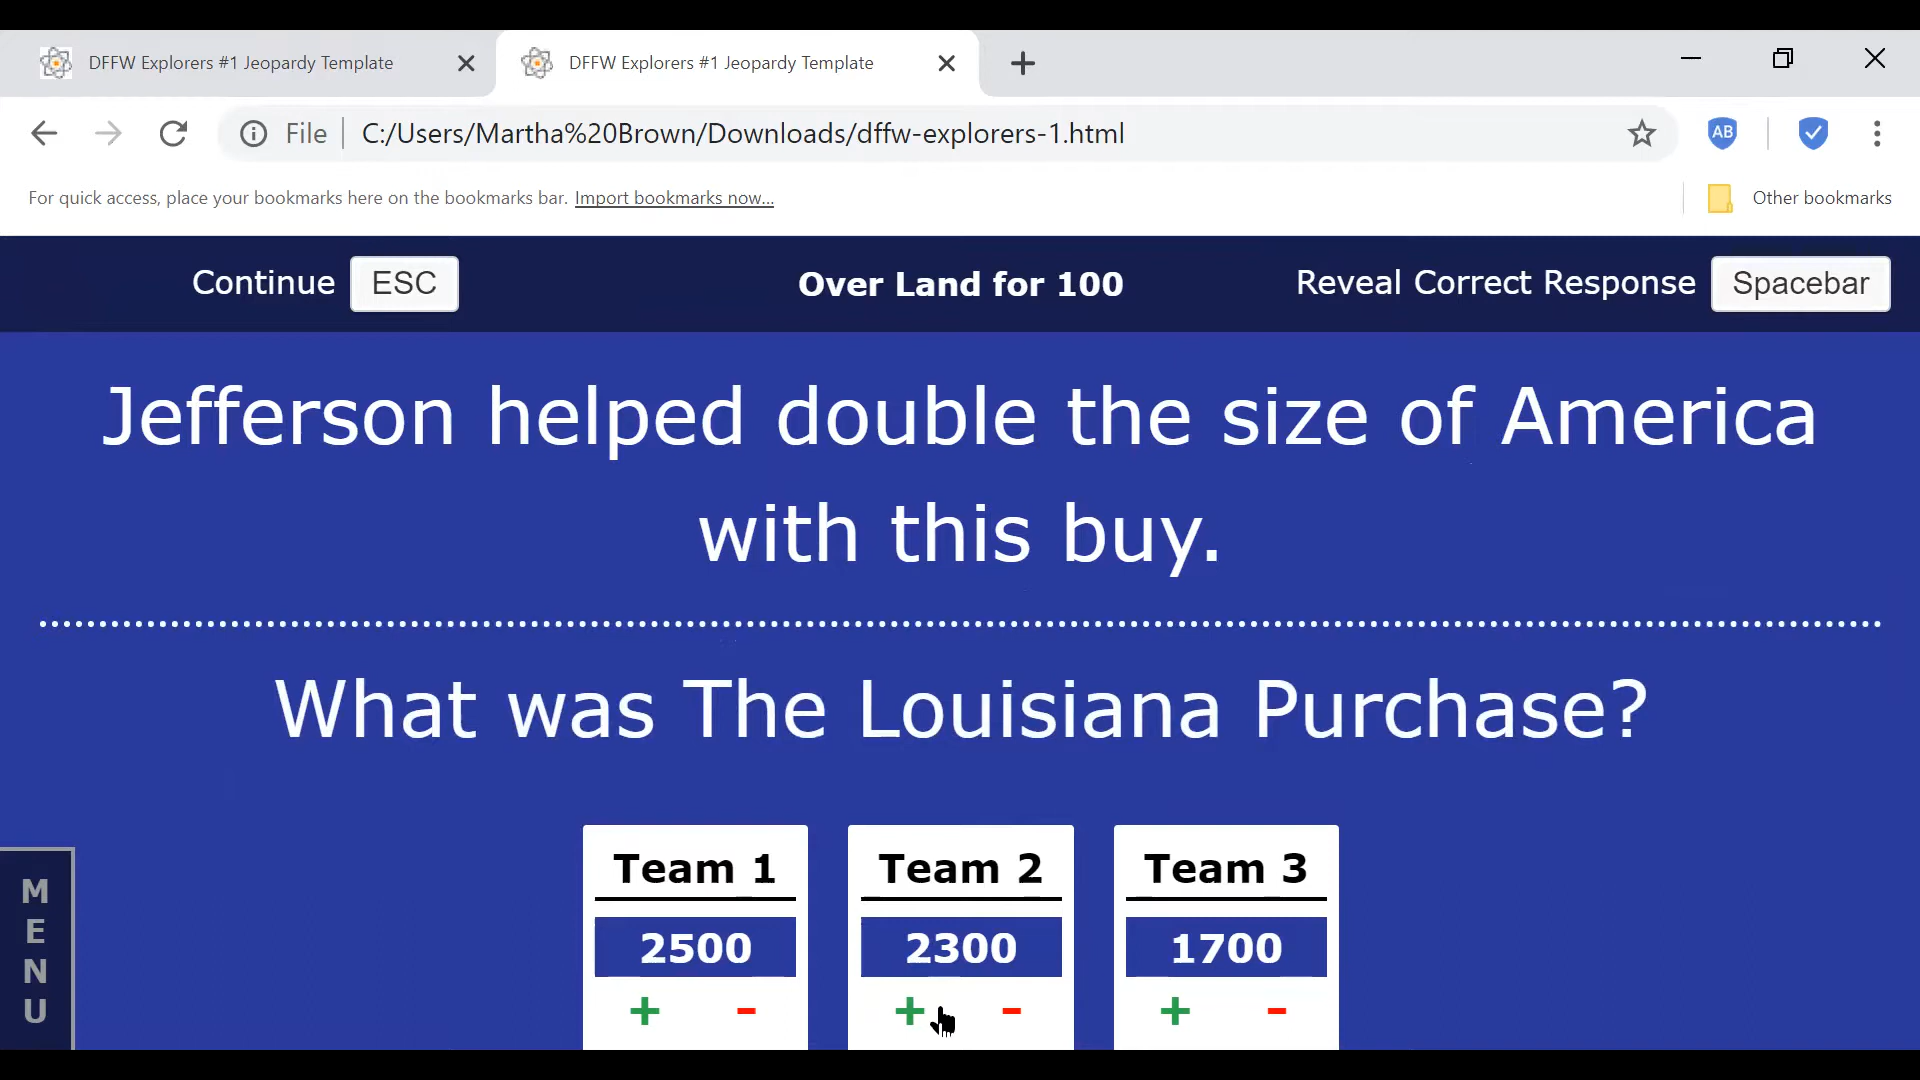 DFFW Explorers #1 Jeopardy Template
DFFW Explorers #1 Jeopardy Template
File
C:/Users/Martha%20Brown/Downloads/dffw-explorers-1.html
AB
For quick access, place your bookmarks here on the bookmarks bar. Import bookmarks now...
Other bookmarks
Continue ESC
Over Land for 100
Reveal Correct Response Spacebar
Jefferson helped double the size of America
with this buy.
What was The Louisiana Purchase?
MENU
Team 1
2500
+ -
Team 2
2300
+ -
Team 3
1700
+ -